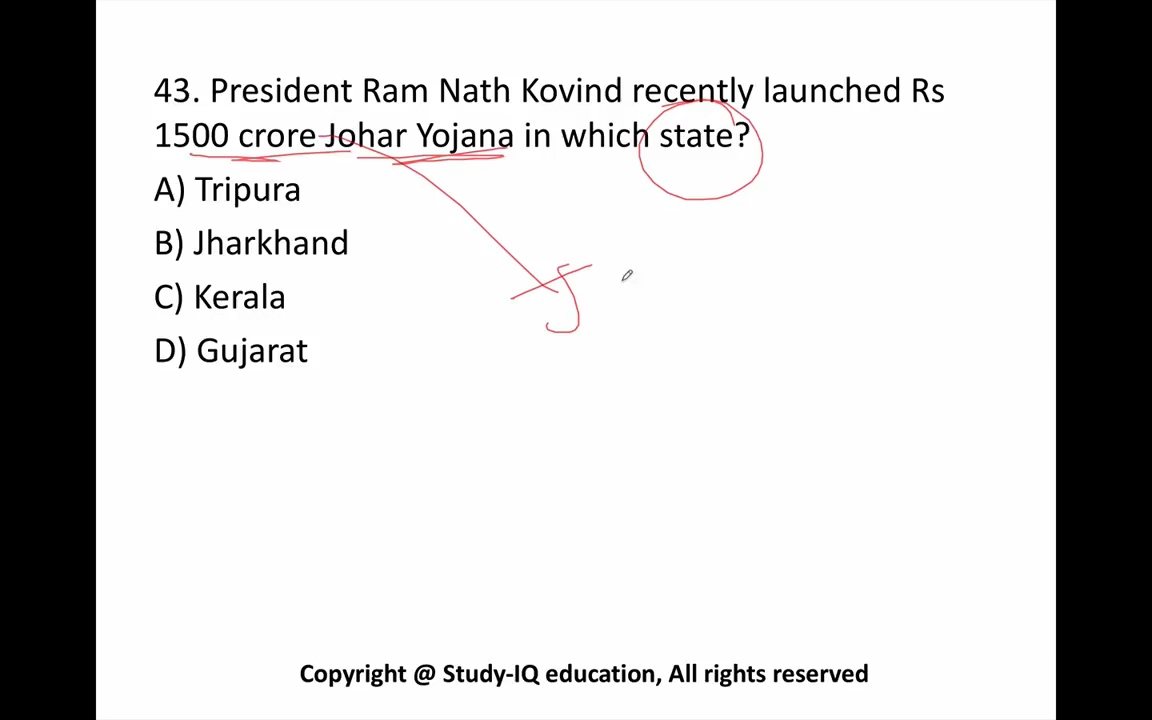 43. President Ram Nath Kovind recently launched Rs
1500 crore Johar Yojana in which state?
A) Tripura
B) Jharkhand
J
C) Kerala
D) Gujarat
Copyright @ Study-IQ education, All rights reserved